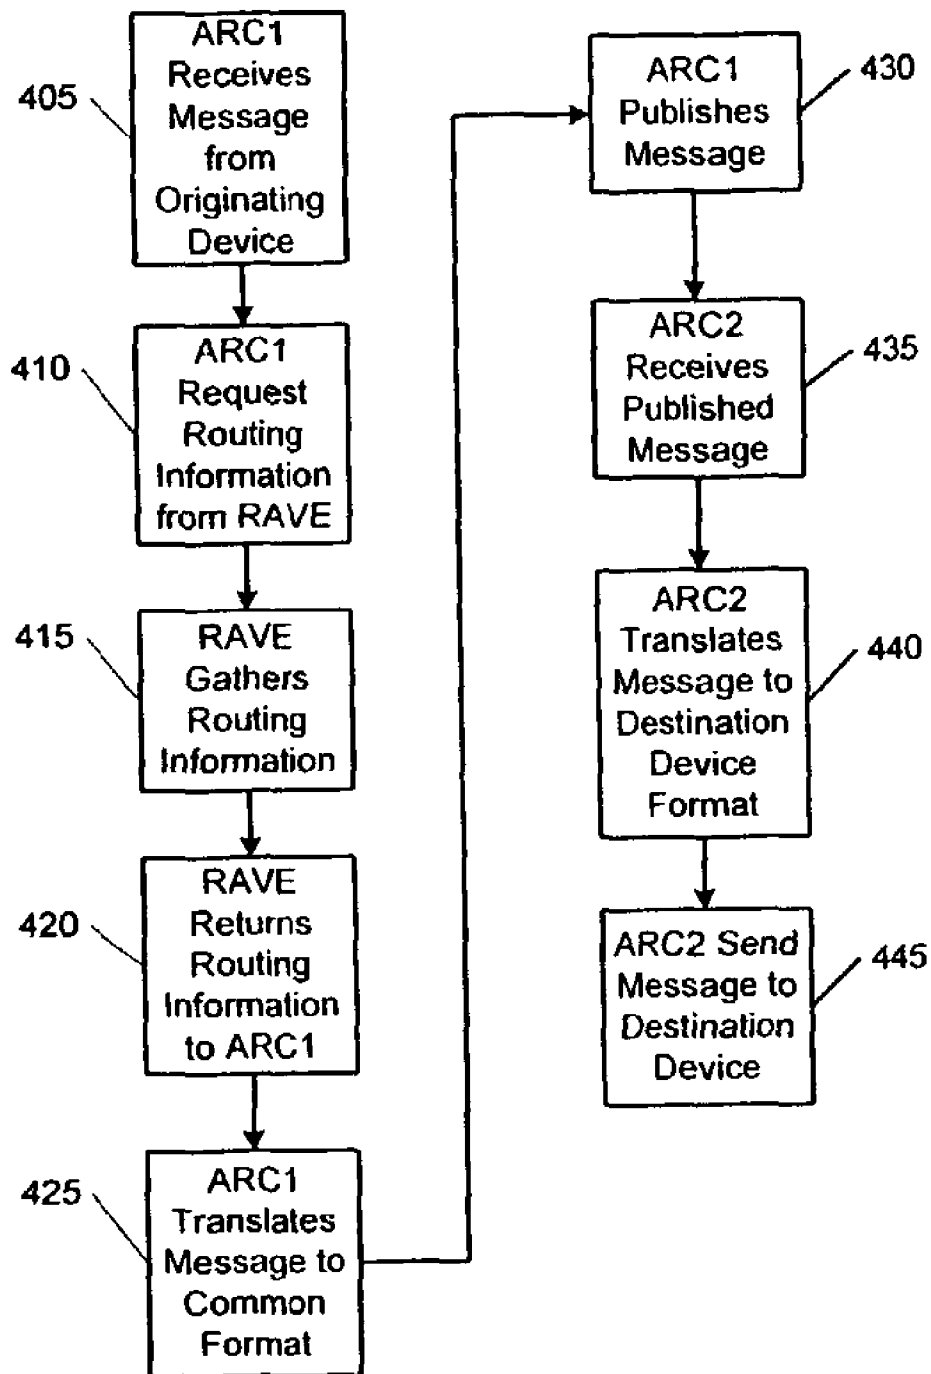 405
ARC1
Receives
Message
from
Originating
Device
410
ARC1
Request
Routing
Information
from RAVE
415
RAVE
Gathers
Routing
Information
420
RAVE
Returns
Routing
Information
to ARC1
425
ARC1
Translates
Message to
Common
Format
ARC1
Publishes
Message
430
ARC2
Receives
Published
Message
435
ARC2
Translates
Message to
Destination
Device
Format
440
ARC2 Send
Message to
Destination
Device
445